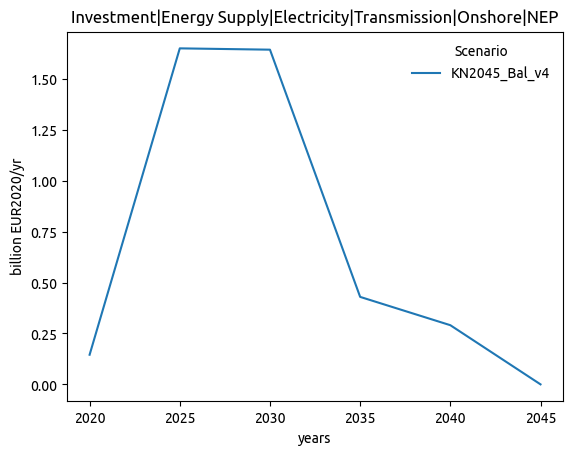 Investment|Energy Supply|Electricity|Transmission|Onshore|NEP
Scenario
KN2045_Bal_v4
billion EUR2020/yr
1.50
1.25
1.00
0.75
0.50
0.25
0.00
2020 2025 2030 2035 2040 2045
years